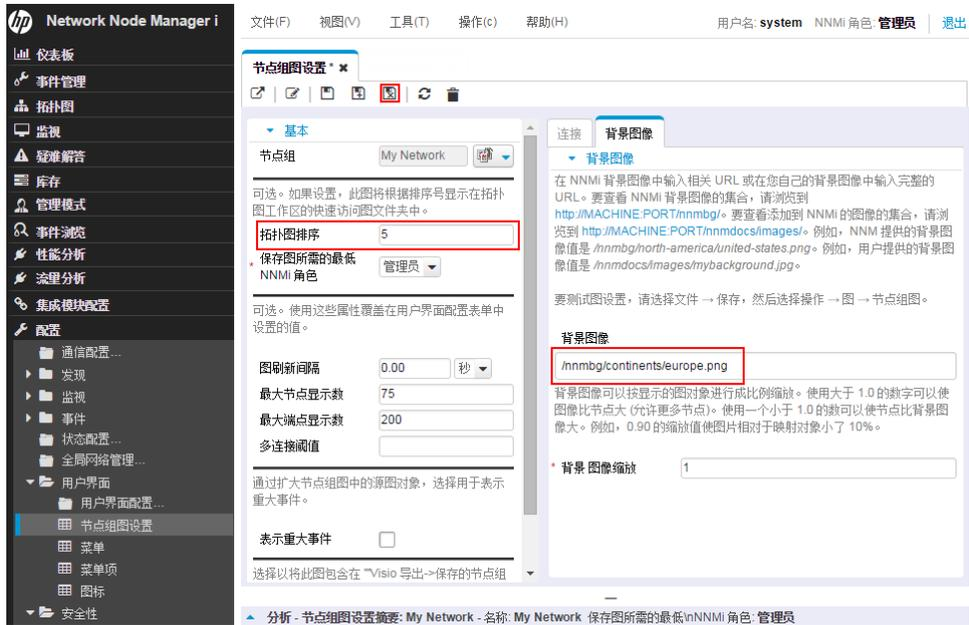 hp Network Node Manager i
文件(F) 视图(V) 工具(T) 操作(c) 帮助(H) 用户名: system NNMi 角色: 管理员 退出
仪表板
事件管理
拓扑图
监视
疑难解答
库存
管理模式
事件浏览
性能分析
流量分析
集成模块配置
配置
通信配置...
发现
监视
事件
状态配置...
全局网络管理...
用户界面
用户界面配置...
节点组图设置
菜单
菜单项
图标
安全性
节点组图设置 *
基本
节点组 My Network
可选。如果设置，此图将根据排序号显示在拓扑
图工作区的快速访问图文件夹中。
拓扑图排序 5
* 保存图所需的最低
NNMi 角色 管理员
可选。使用这些属性覆盖在用户界面配置表单中
设置的值。
图刷新间隔 0.00 秒
最大节点显示数 75
最大端点显示数 200
多连接阈值
通过扩大节点组图中的源图对象，选择用于表示
重大事件。
表示重大事件
选择以将此图包含在 "Visio 导出->保存的节点组
连接 背景图像
背景图像
在 NNMi 背景图像中输入相关 URL 或在您自己的背景图像中输入完整的
URL。要查看 NNMi 背景图像的集合，请浏览到
http://MACHINE:PORT/nnmbg/。要查看添加到 NNMi 的图像的集合，请浏
览到 http://MACHINE:PORT/nnmdocs/images/。例如，NNM 提供的背景图
像值是 /nnmbg/north-america/united-states.png。例如，用户提供的背景图
像值是 /nnmdocs/images/mybackground.jpg。
要测试图设置，请选择文件 → 保存，然后选择操作 → 图 → 节点组图。
背景图像
/nnmbg/continents/europe.png
背景图像可以按显示的图对象进行成比例缩放。使用大于 1.0 的数字可以使
图像比节点大 (允许更多节点)。使用一个小于 1.0 的数可以使节点比背景图
像大。例如，0.90 的缩放值使图片相对于映射对象小了 10%。
* 背景 图像缩放 1
分析 - 节点组图设置摘要: My Network - 名称: My Network 保存图所需的最低\nNNMi 角色: 管理员